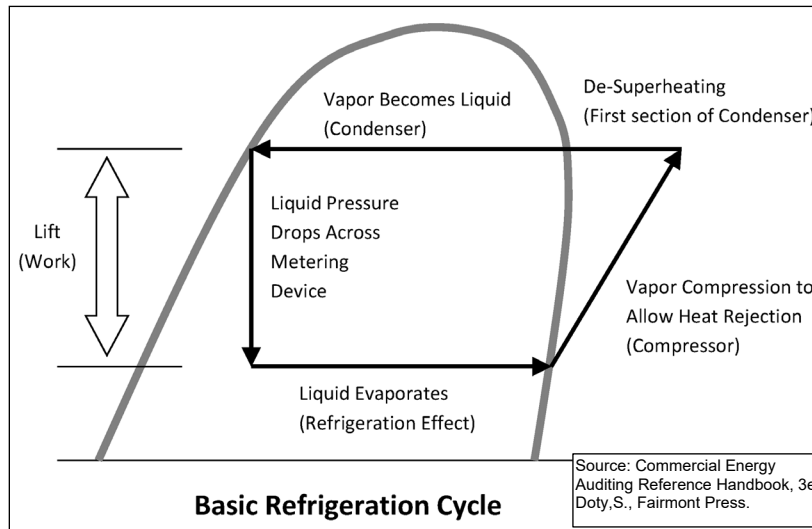 De-Superheating
(First section of Condenser)
Vapor Becomes Liquid
(Condenser)
Lift
(Work)
Liquid Pressure
Drops Across
Metering
Device
Vapor Compression to
Allow Heat Rejection
(Compressor)
Liquid Evaporates
(Refrigeration Effect)
Basic Refrigeration Cycle
Source: Commercial Energy
Auditing Reference Handbook, 3e
Doty,S., Fairmont Press.